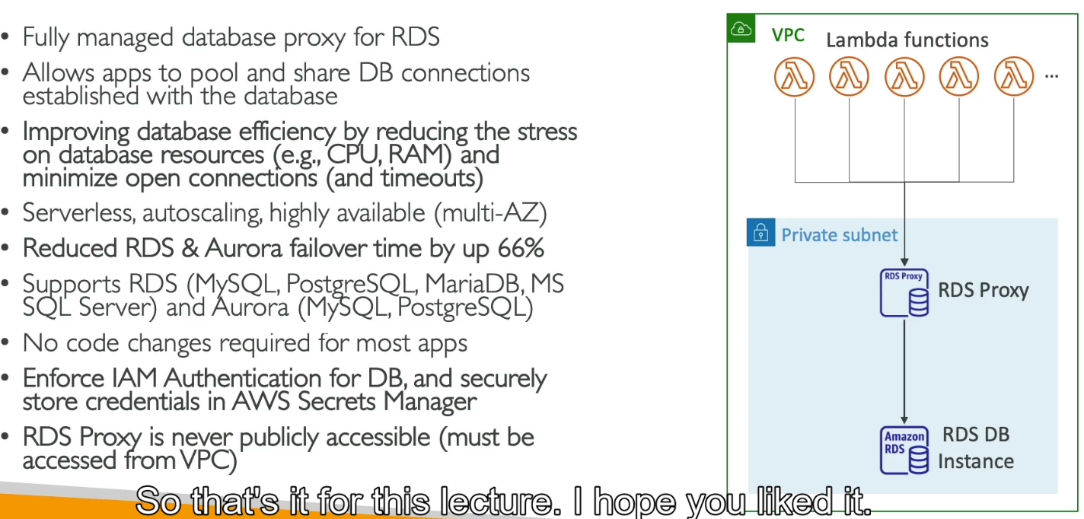 • Fully managed database proxy for RDS
• Allows apps to pool and share DB connections
established with the database
• Improving database efficiency by reducing the stress
on database resources (e.g., CPU, RAM) and
minimize open connections (and timeouts)
• Serverless, autoscaling, highly available (multi-AZ)
• Reduced RDS & Aurora failover time by up 66%
• Supports RDS (MySQL, PostgreSQL, MariaDB, MS
SQL Server) and Aurora (MySQL, PostgreSQL)
• No code changes required for most apps
• Enforce IAM Authentication for DB, and securely
store credentials in AWS Secrets Manager
• RDS Proxy is never publicly accessible (must be
accessed from VPC)
VPC
Lambda functions
...
Private subnet
RDS Proxy
RDS Proxy
Amazon
RDS
RDS DB
Instance
So that's it for this lecture. I hope you liked it.